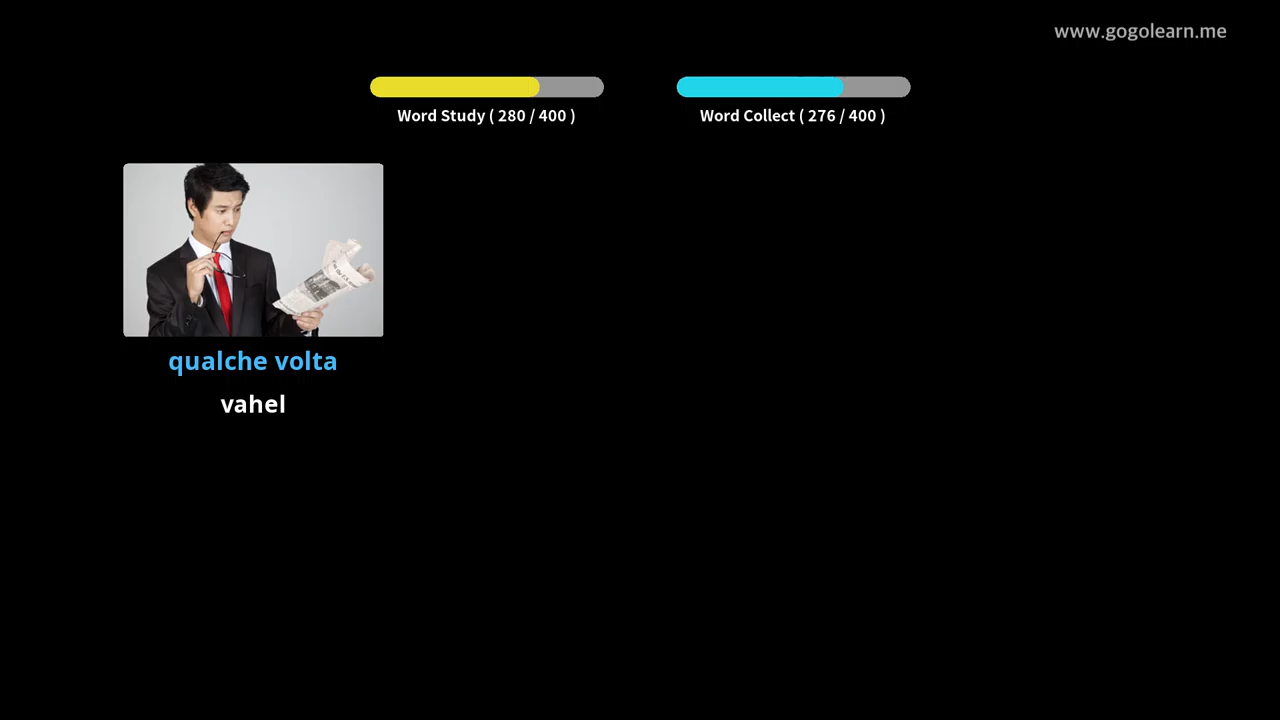 www.gogolearn.me
Word Study ( 280 / 400 )
Word Collect ( 276 / 400 )
qualche volta
vahel